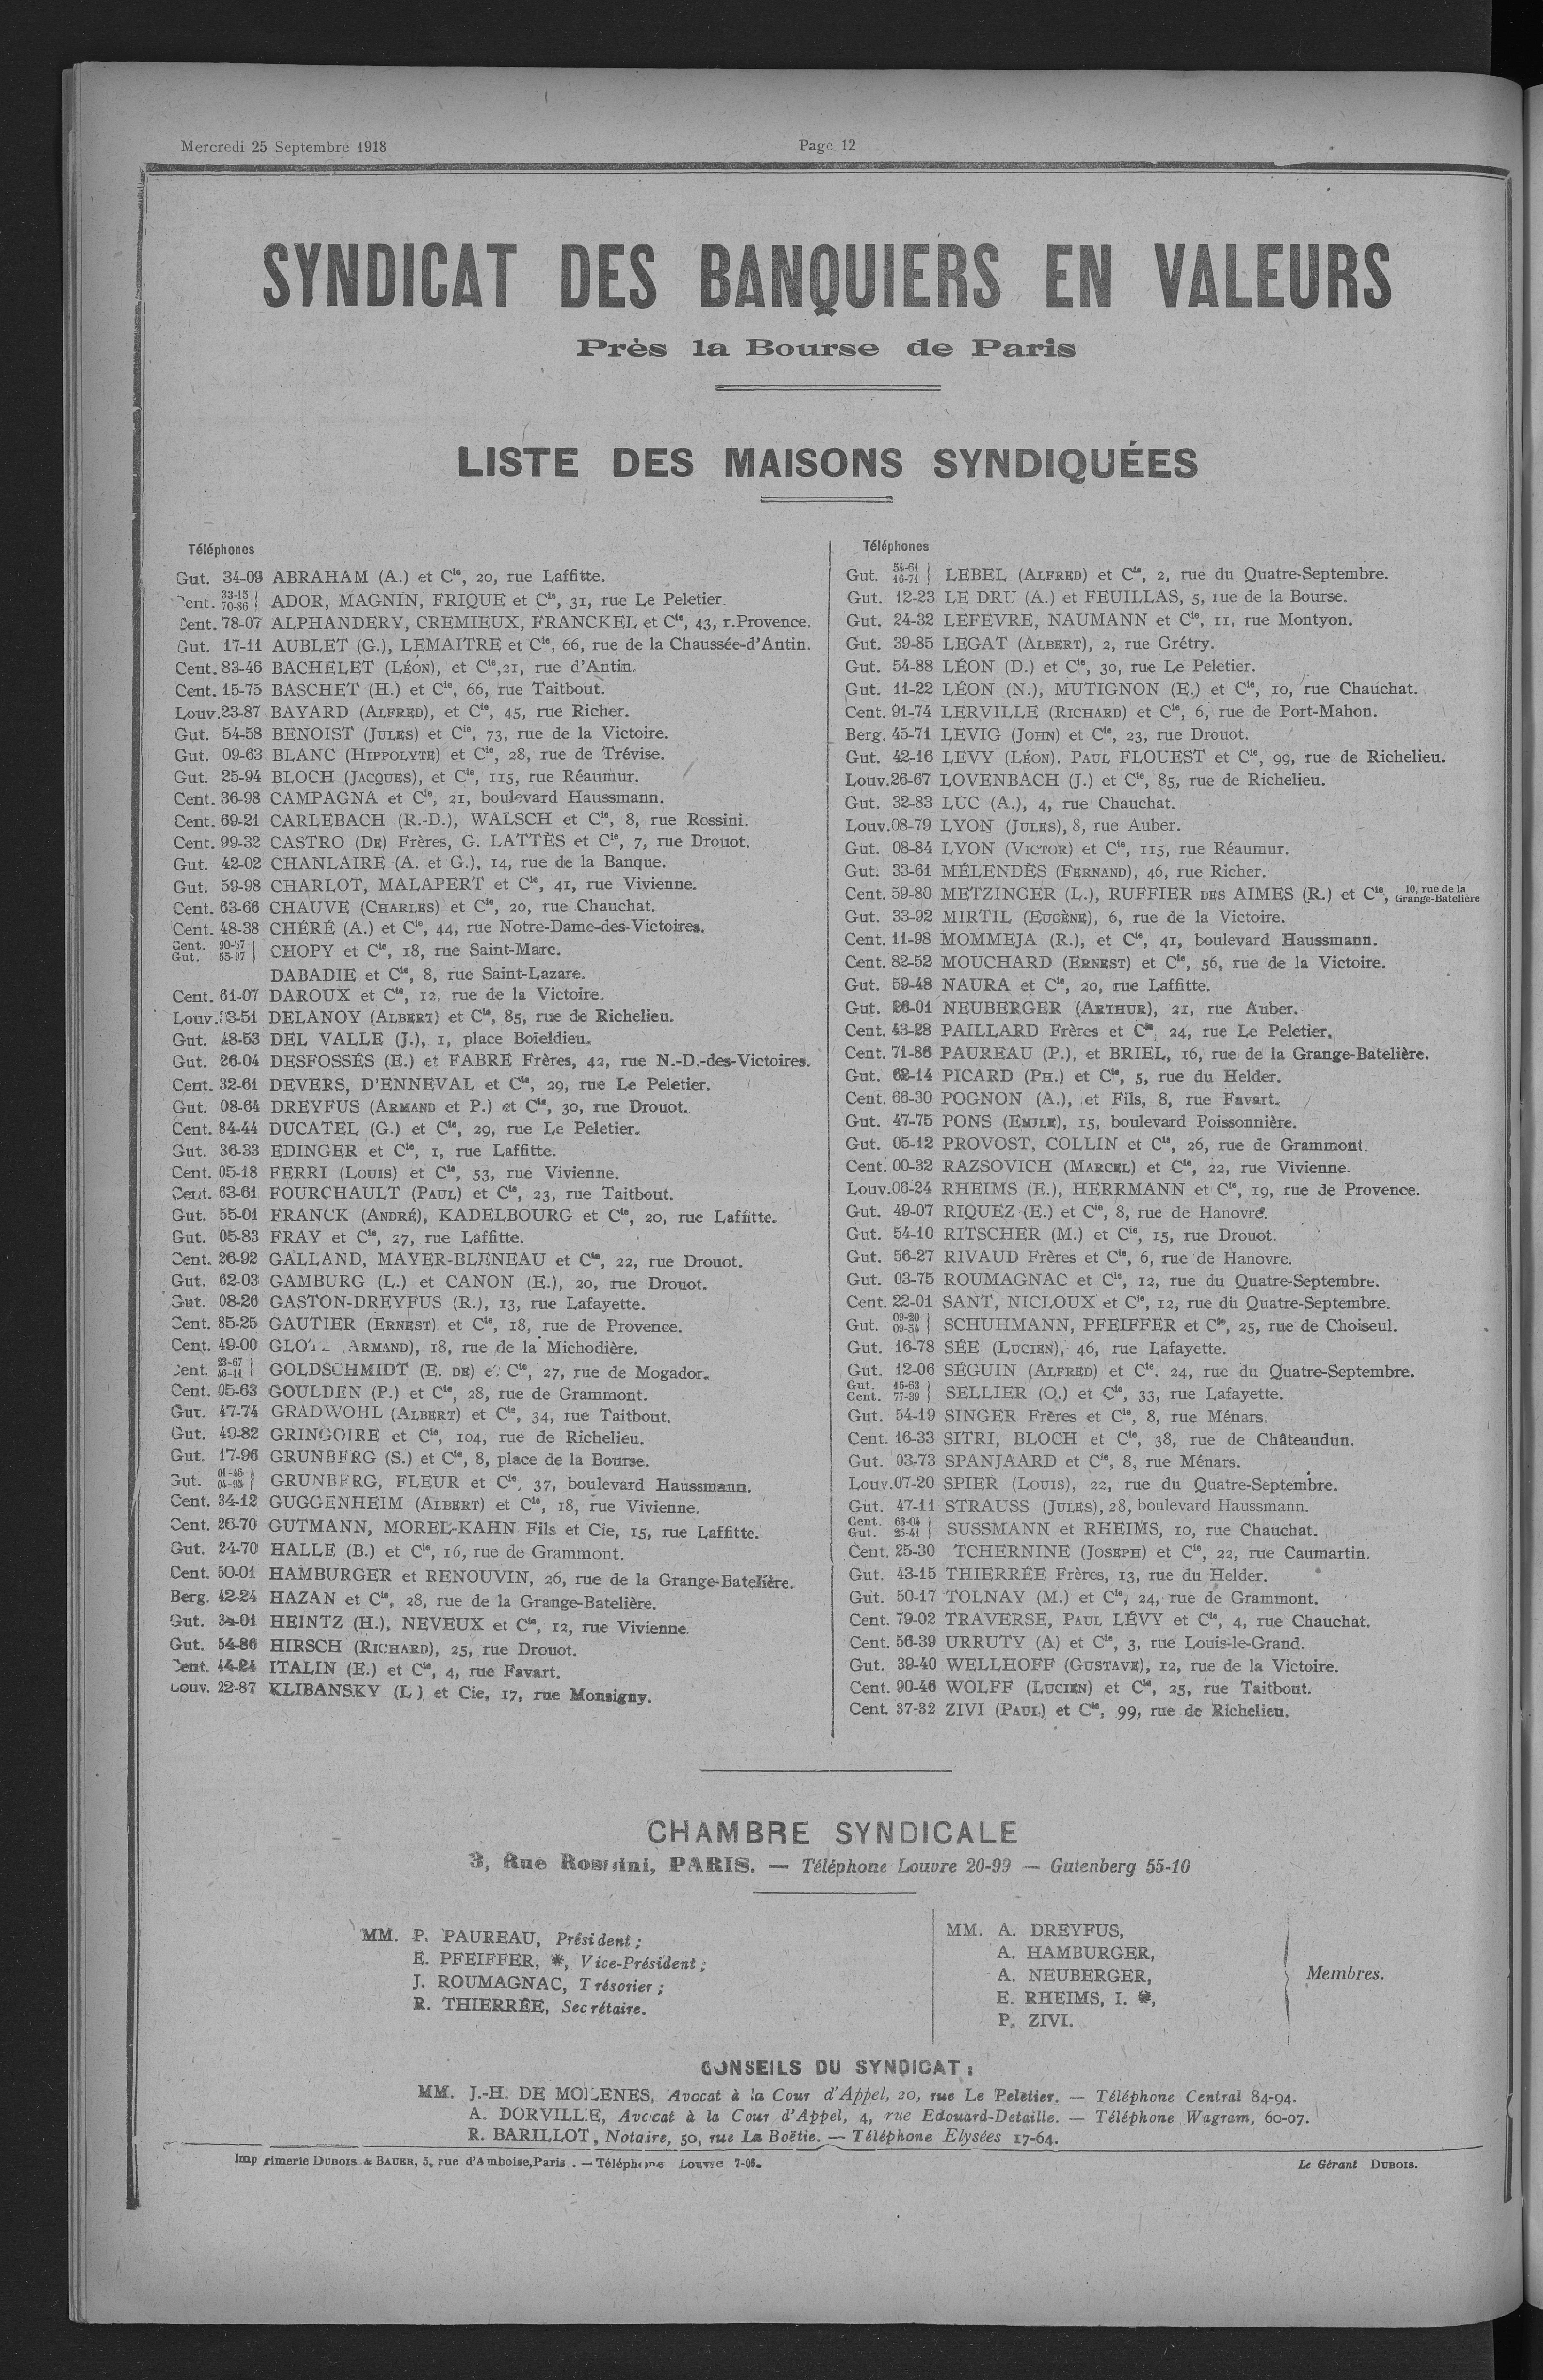 Mercredi 25 Septembre 1918
Page 12
SYNDICAT DES BANQUIERS EN VALEURS
Près la Bourse de Paris
LISTE DES MAISONS SYNDIQUÉES
Téléphones
Gut. 34-09 ABRAHAM (A.) et Cie, 20, rue Laffitte.
Cent. 33-15 70-86 ADOR, MAGNIN, FRIQUE et Cie, 31, rue Le Peletier.
Cent. 78-07 ALPHANDERY, CREMIEUX, FRANCKEL et Cie, 43, r. Provence.
Gut. 17-11 AUBLET (G.), LEMAITRE et Cie, 66, rue de la Chaussée-d'Antin.
Cent. 83-46 BACHELET (LÉON), et Cie, 21, rue d'Antin.
Cent. 15-75 BASCHET (H.) et Cie, 66, rue Taitbout.
Louv. 23-87 BAYARD (ALFRED), et Cie, 45, rue Richer.
Gut. 54-58 BENOIST (JULES) et Cie, 73, rue de la Victoire.
Gut. 09-63 BLANC (HIPPOLYTE) et Cie, 28, rue de Trévise.
Gut. 25-94 BLOCH (JACQUES), et Cie, 115, rue Réaumur.
Cent. 36-98 CAMPAGNA et Cie, 21, boulevard Haussmann.
Cent. 69-21 CARLEBACH (R.-D.), WALSCH et Cie, 8, rue Rossini.
Cent. 99-32 CASTRO (DE) Frères, G. LATTÈS et Cie, 7, rue Drouot.
Gut. 42-02 CHANLAIRE (A. et G.), 14, rue de la Banque.
Gut. 59-98 CHARLOT, MALAPERT et Cie, 41, rue Vivienne.
Cent. 63-66 CHAUVE (CHARLES) et Cie, 20, rue Chauchat.
Cent. 48-38 CHÉRÉ (A.) et Cie, 44, rue Notre-Dame-des-Victoires.
Cent. 90-37 Gut. 55-97 CHOPY et Cie, 18, rue Saint-Marc.
DABADIE et Cie, 8, rue Saint-Lazare.
Cent. 61-07 DAROUX et Cie, 12, rue de la Victoire.
Louv. DELANOY (ALBERT) et Cie, 85, rue de Richelieu.
Gut. 48-53 DEL VALLE (J.), 1, place Boïeldieu.
Gut. 26-04 DESFOSSÉS (E.) et FABRE Frères, 42, rue N.-D.-des-Victoires.
Cent. 32-61 DEVERS, D'ENNEVAL et Cie, 29, rue Le Peletier.
Gut. 08-64 DREYFUS (ARMAND et P.) et Cie, 30, rue Drouot.
Cent. 84-44 DUCATEL (G.) et Cie, 29, rue Le Peletier.
Gut. 36-33 EDINGER et Cie, 1, rue Laffitte.
Cent. 05-18 FERRI (LOUIS) et Cie, 53, rue Vivienne.
Cent. 63-61 FOURCHAULT (PAUL) et Cie, 23, rue Taitbout.
Gut. 55-01 FRANCK (ANDRÉ), KADELBOURG et Cie, 20, rue Laffitte.
Gut. 05-83 FRAY et Cie, 27, rue Laffitte.
Cent. 26-92 GALLAND, MAYER-BLENEAU et Cie, 22, rue Drouot.
Gut. 62-03 GAMBURG (L.) et CANON (E.), 20, rue Drouot.
Gut. 08-26 GASTON-DREYFUS (R.), 13, rue Lafayette.
Cent. 85-25 GAUTIER (ERNEST) et Cie, 18, rue de Provence.
Cent. 49-00 (ARMAND), 18, rue de la Michodière.
Cent. 23-67 46-11 GOLDSCHMIDT (E. DE) et Cie, 27, rue de Mogador.
Cent. 05-63 GOULDEN (P.) et Cie, 28, rue de Grammont.
Gut. 47-74 GRADWOHL (ALBERT) et Cie, 34, rue Taitbout.
Gut. 49-82 GRINGOIRE et Cie, 104, rue de Richelieu.
Gut. 17-96 GRUNBERG (S.) et Cie, 8, place de la Bourse.
Gut. GRUNBERG, FLEUR et Cie, 37, boulevard Haussmann.
Cent. 34-12 GUGGENHEIM (ALBERT) et Cie, 18, rue Vivienne.
Cent. 26-70 GUTMANN, MOREL-KAHN Fils et Cie, 15, rue Laffitte.
Gut. 24-70 HALLE (B.) et Cie, 16, rue de Grammont.
Cent. 50-01 HAMBURGER et RENOUVIN, 26, rue de la Grange-Batelière.
Berg. 42-24 HAZAN et Cie, 28, rue de la Grange-Batelière.
Gut. HEINTZ (H.), NEVEUX et Cie, 12, rue Vivienne.
Gut. 54-86 HIRSCH (RICHARD), 25, rue Drouot.
Cent. 44-24 ITALIN (E.) et Cie, 4, rue Favart.
Louv. 22-87 KLIBANSKY (L.) et Cie, 17, rue Monsigny.
Téléphones
Gut. 54-61 16-71 LEBEL (ALFRED) et Cie, 2, rue du Quatre-Septembre.
Gut. 12-23 LE DRU (A.) et FEUILLAS, 5, rue de la Bourse.
Gut. 24-32 LEFEVRE, NAUMANN et Cie, 11, rue Montyon.
Gut. 39-85 LEGAT (ALBERT), 2, rue Grétry.
Gut. 54-88 LÉON (D.) et Cie, 30, rue Le Peletier.
Gut. 11-22 LÉON (N.), MUTIGNON (E.) et Cie, 10, rue Chauchat.
Cent. 91-74 LERVILLE (RICHARD) et Cie, 6, rue de Port-Mahon.
Berg. 45-71 LEVIG (JOHN) et Cie, 23, rue Drouot.
Gut. 42-16 LEVY (LÉON), PAUL FLOUEST et Cie, 99, rue de Richelieu.
Louv. 26-67 LOVENBACH (J.) et Cie, 85, rue de Richelieu.
Gut. 32-83 LUC (A.), 4, rue Chauchat.
Louv. 08-79 LYON (JULES), 8, rue Auber.
Gut. 08-84 LYON (VICTOR) et Cie, 115, rue Réaumur.
Gut. 33-61 MÉLENDÈS (FERNAND), 46, rue Richer.
Cent. 59-80 METZINGER (L.), RUFFIER DES AIMES (R.) et Cie, 10, rue de la Grange-Batelière
Gut. 33-92 MIRTIL (EUGÈNE), 6, rue de la Victoire.
Cent. 11-98 MOMMEJA (R.), et Cie, 41, boulevard Haussmann.
Cent. 82-52 MOUCHARD (ERNEST) et Cie, 56, rue de la Victoire.
Gut. 59-48 NAURA et Cie, 20, rue Laffitte.
Gut. 26-01 NEUBERGER (ARTHUR), 21, rue Auber.
Cent. 43-28 PAILLARD Frères et Cie, 24, rue Le Peletier.
Cent. 71-86 PAUREAU (P.), et BRIEL, 16, rue de la Grange-Batelière.
Gut. 62-14 PICARD (PH.) et Cie, 5, rue du Helder.
Cent. 66-30 POGNON (A.), et Fils, 8, rue Favart.
Gut. 47-75 PONS (EMILE), 15, boulevard Poissonnière.
Gut. 05-12 PROVOST, COLLIN et Cie, 26, rue de Grammont.
Cent. 00-32 RAZSOVICH (MARCEL) et Cie, 22, rue Vivienne.
Louv. 06-24 RHEIMS (E.), HERRMANN et Cie, 19, rue de Provence.
Gut. 49-07 RIQUEZ (E.) et Cie, 8, rue de Hanovre.
Gut. 54-10 RITSCHER (M.) et Cie, 15, rue Drouot.
Gut. 56-27 RIVAUD Frères et Cie, 6, rue de Hanovre.
Gut. 03-75 ROUMAGNAC et Cie, 12, rue du Quatre-Septembre.
Cent. 22-01 SANT, NICLOUX et Cie, 12, rue du Quatre-Septembre.
Gut. 09-20 09-54 SCHUHMANN, PFEIFFER et Cie, 25, rue de Choiseul.
Gut. 16-78 SÉE (LUCIEN), 46, rue Lafayette.
Gut. 12-06 SÉGUIN (ALFRED) et Cie. 24, rue du Quatre-Septembre.
Gut. 16-63 Cent. 77-39 SELLIER (O.) et Cie, 33, rue Lafayette.
Gut. 54-19 SINGER Frères et Cie, 8, rue Ménars.
Cent. 16-33 SITRI, BLOCH et Cie, 38, rue de Châteaudun.
Gut. 03-73 SPANJAARD et Cie, 8, rue Ménars.
Louv. 07-20 SPIER (LOUIS), 22, rue du Quatre-Septembre.
Gut. 47-11 STRAUSS (JULES), 28, boulevard Haussmann.
Cent. 63-04 Gut. 25-41 SUSSMANN et RHEIMS, 10, rue Chauchat.
Cent. 25-30 TCHERNINE (JOSEPH) et Cie, 22, rue Caumartin.
Gut. 43-15 THIERRÉE Frères, 13, rue du Helder.
Gut. 50-17 TOLNAY (M.) et Cie, 24, rue de Grammont.
Cent. 79-02 TRAVERSE, PAUL LÉVY et Cie, 4, rue Chauchat.
Cent. 56-39 URRUTY (A) et Cie, 3, rue Louis-le-Grand.
Gut. 39-40 WELLHOFF (GUSTAVE), 12, rue de la Victoire.
Cent. 90-46 WOLFF (LUCIEN) et Cie, 25, rue Taitbout.
Cent. 37-32 ZIVI (PAUL) et Cie, 99, rue de Richelieu.
CHAMBRE SYNDICALE
3, Rue Rossini, PARIS. — Téléphone Louvre 20-99 — Gutenberg 55-10
MM. P. PAUREAU, Président ;
E. PFEIFFER, *, Vice-Président ;
J. ROUMAGNAC, Trésorier ;
R. THIERRÉE, Secrétaire.
MM. A. DREYFUS,
A. HAMBURGER,
A. NEUBERGER,
E. RHEIMS, I. *,
P. ZIVI.
Membres.
CONSEILS DU SYNDICAT :
MM. J.-H. DE MOLENES, Avocat à la Cour d'Appel, 20, rue Le Peletier. — Téléphone Central 84-94.
A. DORVILLE, Avocat à la Cour d'Appel, 4, rue Edouard-Detaille. — Téléphone Wagram, 60-07.
R. BARILLOT, Notaire, 50, rue La Boëtie. — Téléphone Elysées 17-64.
Imprimerie DUBOIS & BAUER, 5, rue d'Amboise, Paris. — Téléphone Louvre 7-06.
Le Gérant DUBOIS.